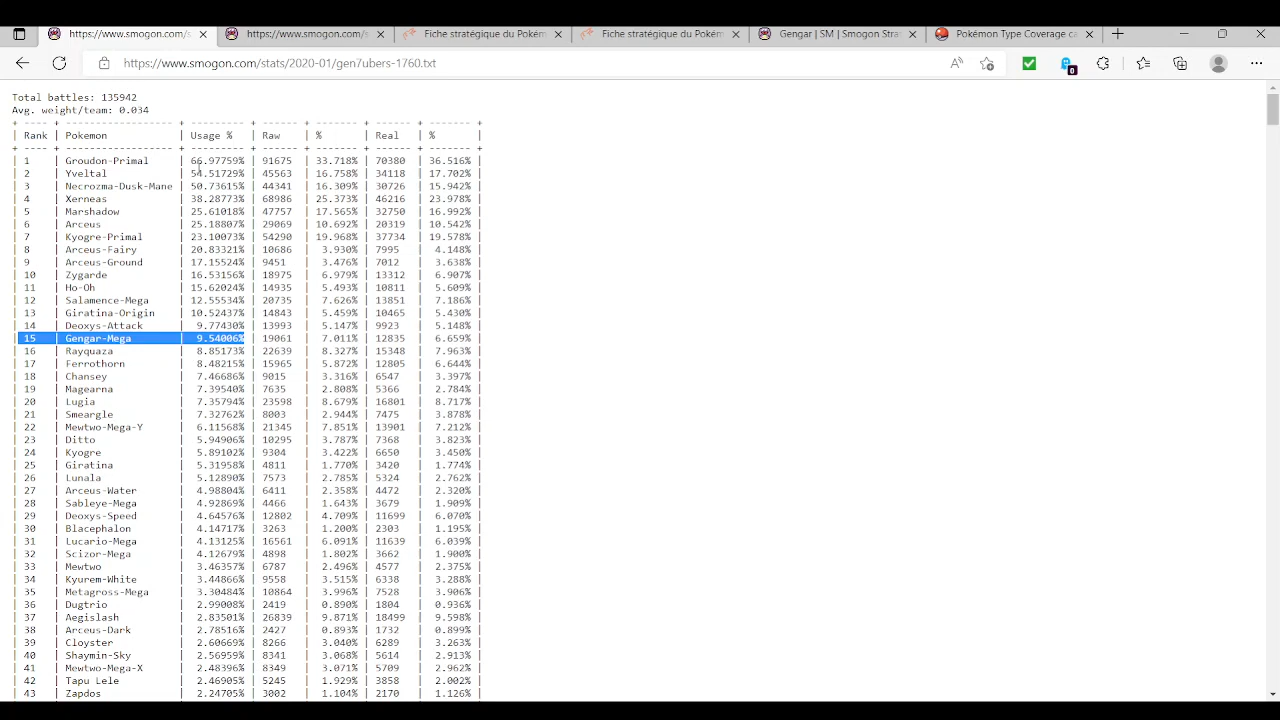 https://www.smogon.com/s
https://www.smogon.com/s
Fiche stratégique du Pokém
Fiche stratégique du Pokém
Gengar | SM | Smogon Stra
Pokémon Type Coverage ca
https://www.smogon.com/stats/2020-01/gen7ubers-1760.txt
0
Total battles: 135942
Avg. weight/team: 0.034
+ ---- + ------------------ + --------- + ------ + ------- + ------ + ------- +
| Rank | Pokemon | Usage % | Raw | % | Real | % |
+ ---- + ------------------ + --------- + ------ + ------- + ------ + ------- +
| 1 | Groudon-Primal | 66.97759% | 91675 | 33.718% | 70380 | 36.516% |
| 2 | Yveltal | 54.51729% | 45563 | 16.758% | 34118 | 17.702% |
| 3 | Necrozma-Dusk-Mane | 50.73615% | 44341 | 16.309% | 30726 | 15.942% |
| 4 | Xerneas | 38.28773% | 68986 | 25.373% | 46216 | 23.978% |
| 5 | Marshadow | 25.61018% | 47757 | 17.565% | 32750 | 16.992% |
| 6 | Arceus | 25.18807% | 29069 | 10.692% | 20319 | 10.542% |
| 7 | Kyogre-Primal | 23.10073% | 54290 | 19.968% | 37734 | 19.578% |
| 8 | Arceus-Fairy | 20.83321% | 10686 | 3.930% | 7995 | 4.148% |
| 9 | Arceus-Ground | 17.15524% | 9451 | 3.476% | 7012 | 3.638% |
| 10 | Zygarde | 16.53156% | 18975 | 6.979% | 13312 | 6.907% |
| 11 | Ho-Oh | 15.62024% | 14935 | 5.493% | 10811 | 5.609% |
| 12 | Salamence-Mega | 12.55534% | 20735 | 7.626% | 13851 | 7.186% |
| 13 | Giratina-Origin | 10.52437% | 14843 | 5.459% | 10465 | 5.430% |
| 14 | Deoxys-Attack | 9.77430% | 13993 | 5.147% | 9923 | 5.148% |
| 15 | Gengar-Mega | 9.54006% | 19061 | 7.011% | 12835 | 6.659% |
| 16 | Rayquaza | 8.85173% | 22639 | 8.327% | 15348 | 7.963% |
| 17 | Ferrothorn | 8.48215% | 15965 | 5.872% | 12805 | 6.644% |
| 18 | Chansey | 7.46686% | 9015 | 3.316% | 6547 | 3.397% |
| 19 | Magearna | 7.39540% | 7635 | 2.808% | 5366 | 2.784% |
| 20 | Lugia | 7.35794% | 23598 | 8.679% | 16801 | 8.717% |
| 21 | Smeargle | 7.32762% | 8003 | 2.944% | 7475 | 3.878% |
| 22 | Mewtwo-Mega-Y | 6.11568% | 21345 | 7.851% | 13901 | 7.212% |
| 23 | Ditto | 5.94906% | 10295 | 3.787% | 7368 | 3.823% |
| 24 | Kyogre | 5.89102% | 9304 | 3.422% | 6650 | 3.450% |
| 25 | Giratina | 5.31958% | 4811 | 1.770% | 3420 | 1.774% |
| 26 | Lunala | 5.12890% | 7573 | 2.785% | 5324 | 2.762% |
| 27 | Arceus-Water | 4.98804% | 6411 | 2.358% | 4472 | 2.320% |
| 28 | Sableye-Mega | 4.92869% | 4466 | 1.643% | 3679 | 1.909% |
| 29 | Deoxys-Speed | 4.64576% | 12802 | 4.709% | 11699 | 6.070% |
| 30 | Blacephalon | 4.14717% | 3263 | 1.200% | 2303 | 1.195% |
| 31 | Lucario-Mega | 4.13125% | 16561 | 6.091% | 11639 | 6.039% |
| 32 | Scizor-Mega | 4.12679% | 4898 | 1.802% | 3662 | 1.900% |
| 33 | Mewtwo | 3.46357% | 6787 | 2.496% | 4577 | 2.375% |
| 34 | Kyurem-White | 3.44866% | 9558 | 3.515% | 6338 | 3.288% |
| 35 | Metagross-Mega | 3.30484% | 10864 | 3.996% | 7528 | 3.906% |
| 36 | Dugtrio | 2.99008% | 2419 | 0.890% | 1804 | 0.936% |
| 37 | Aegislash | 2.83501% | 26839 | 9.871% | 18499 | 9.598% |
| 38 | Arceus-Dark | 2.78516% | 2427 | 0.893% | 1732 | 0.899% |
| 39 | Cloyster | 2.60669% | 8266 | 3.040% | 6289 | 3.263% |
| 40 | Shaymin-Sky | 2.56959% | 8341 | 3.068% | 5614 | 2.913% |
| 41 | Mewtwo-Mega-X | 2.48396% | 8349 | 3.071% | 5709 | 2.962% |
| 42 | Tapu Lele | 2.46905% | 5245 | 1.929% | 3858 | 2.002% |
| 43 | Zapdos | 2.24705% | 3002 | 1.104% | 2170 | 1.126% |